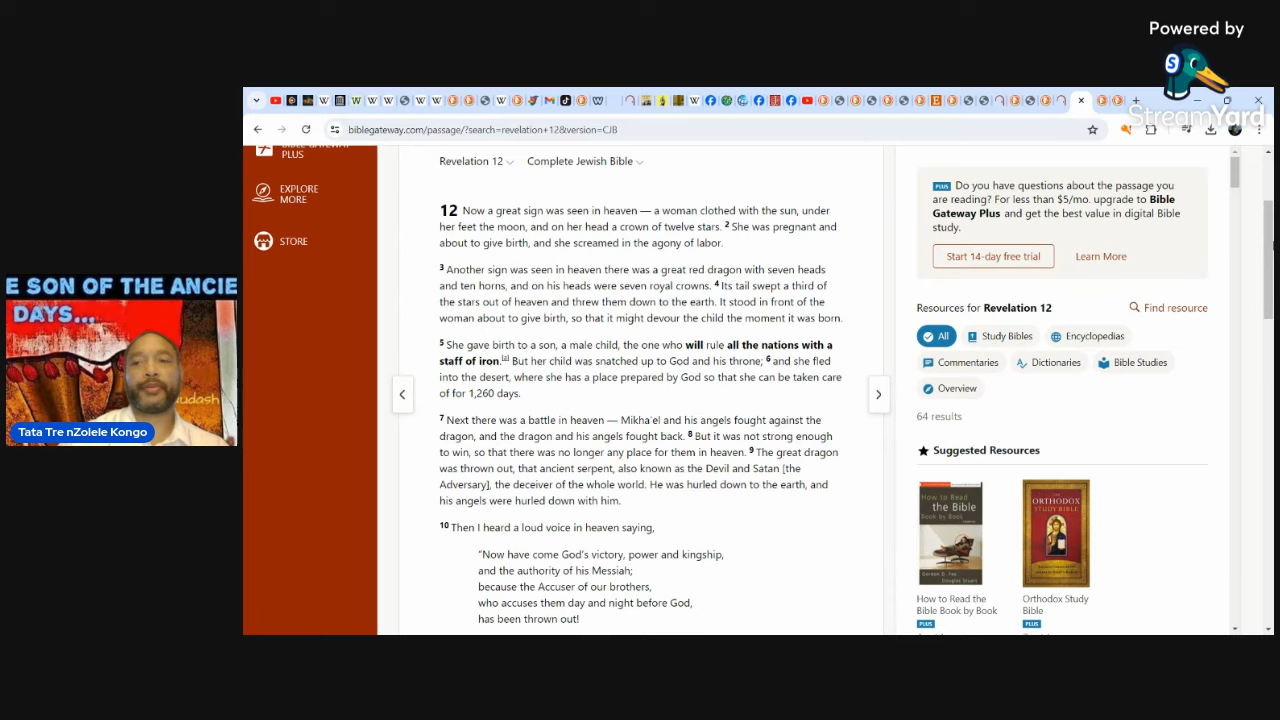 Powered by
StreamYard
biblegateway.com/passage/?search=revelation+12&version=CJB
PLUS
EXPLORE
MORE
STORE
Revelation 12
Complete Jewish Bible
12 Now a great sign was seen in heaven — a woman clothed with the sun, under
her feet the moon, and on her head a crown of twelve stars. 2 She was pregnant and
about to give birth, and she screamed in the agony of labor.
3 Another sign was seen in heaven there was a great red dragon with seven heads
and ten horns, and on his heads were seven royal crowns. 4 Its tail swept a third of
the stars out of heaven and threw them down to the earth. It stood in front of the
woman about to give birth, so that it might devour the child the moment it was born.
5 She gave birth to a son, a male child, the one who will rule all the nations with a
staff of iron.[a] But her child was snatched up to God and his throne; 6 and she fled
into the desert, where she has a place prepared by God so that she can be taken care
of for 1,260 days.
7 Next there was a battle in heaven — Mikha'el and his angels fought against the
dragon, and the dragon and his angels fought back. 8 But it was not strong enough
to win, so that there was no longer any place for them in heaven. 9 The great dragon
was thrown out, that ancient serpent, also known as the Devil and Satan [the
Adversary], the deceiver of the whole world. He was hurled down to the earth, and
his angels were hurled down with him.
10 Then I heard a loud voice in heaven saying,
"Now have come God's victory, power and kingship,
and the authority of his Messiah;
because the Accuser of our brothers,
who accuses them day and night before God,
has been thrown out!
PLUS Do you have questions about the passage you
are reading? For less than $5/mo. upgrade to Bible
Gateway Plus and get the best value in digital Bible
study.
Start 14-day free trial
Learn More
Resources for Revelation 12
Find resource
All
Study Bibles
Encyclopedias
Commentaries
Dictionaries
Bible Studies
Overview
64 results
Suggested Resources
How to Read
the Bible
Book by Book
THE
ORTHODOX
STUDY BIBLE
How to Read the
Bible Book by Book
PLUS
Orthodox Study
Bible
PLUS
E SON OF THE ANCIE
DAYS...
udash
Tata Tre nZolele Kongo